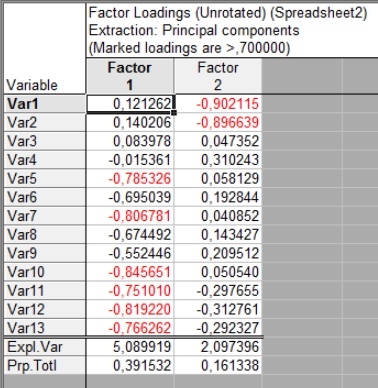 Factor Loadings (Unrotated) (Spreadsheet2)
Extraction: Principal components
(Marked loadings are >,700000)
Variable Factor 1 Factor 2
Var1 0,121262 -0,902115
Var2 0,140206 -0,896639
Var3 0,083978 0,047352
Var4 -0,015361 0,310243
Var5 -0,785326 0,058129
Var6 -0,695039 0,192844
Var7 -0,806781 0,040852
Var8 -0,674492 0,143427
Var9 -0,552446 0,209512
Var10 -0,845651 0,050540
Var11 -0,751010 -0,297655
Var12 -0,819220 -0,312761
Var13 -0,766262 -0,292327
Expl.Var 5,089919 2,097396
Prp.Totl 0,391532 0,161338